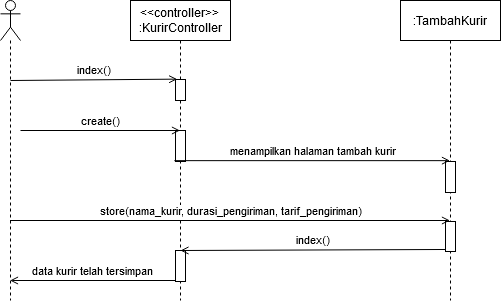 <<controller>>
:KurirController
:TambahKurir
index()
create()
menampilkan halaman tambah kurir
store(nama_kurir, durasi_pengiriman, tarif_pengiriman)
index()
data kurir telah tersimpan